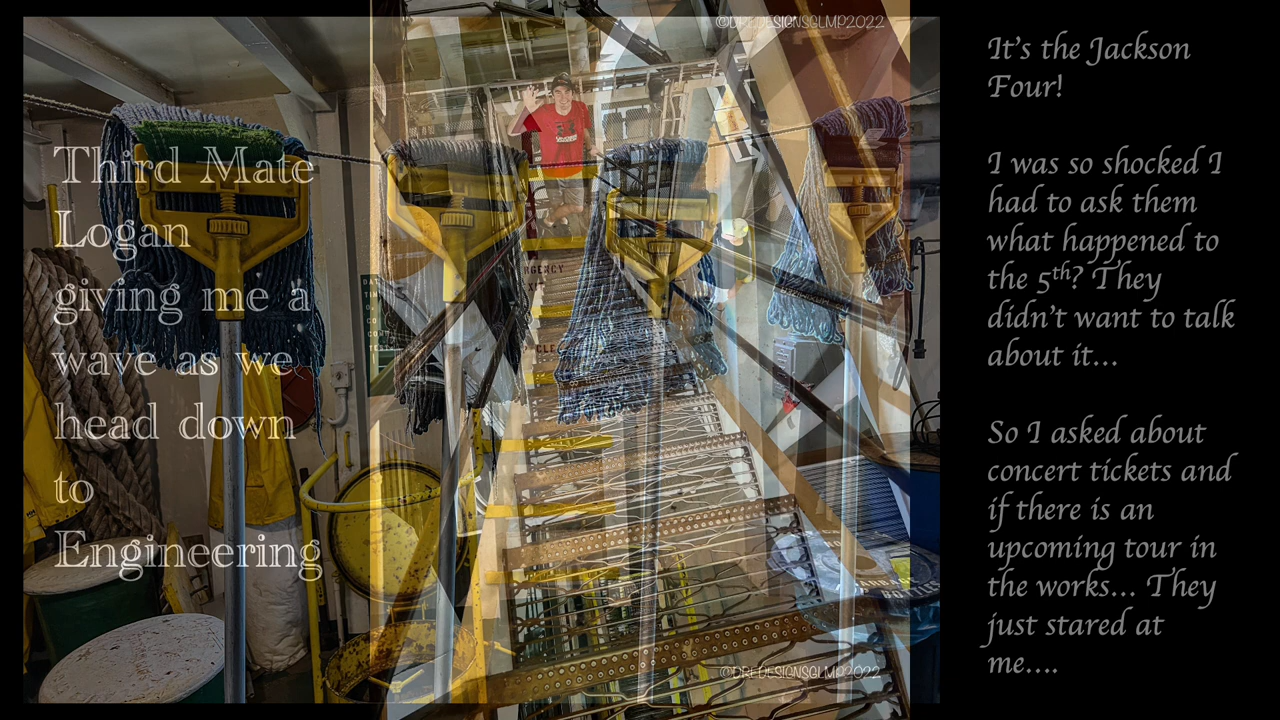 ©DREDESIGNSGLMP2022
Third Mate
Logan
giving me a
wave as we
head down
to
Engineering
It's the Jackson
Four!
I was so shocked I
had to ask them
what happened to
the 5th? They
didn't want to talk
about it...
So I asked about
concert tickets and
if there is an
upcoming tour in
the works... They
just stared at
me....
©DREDESIGNSGLMP2022